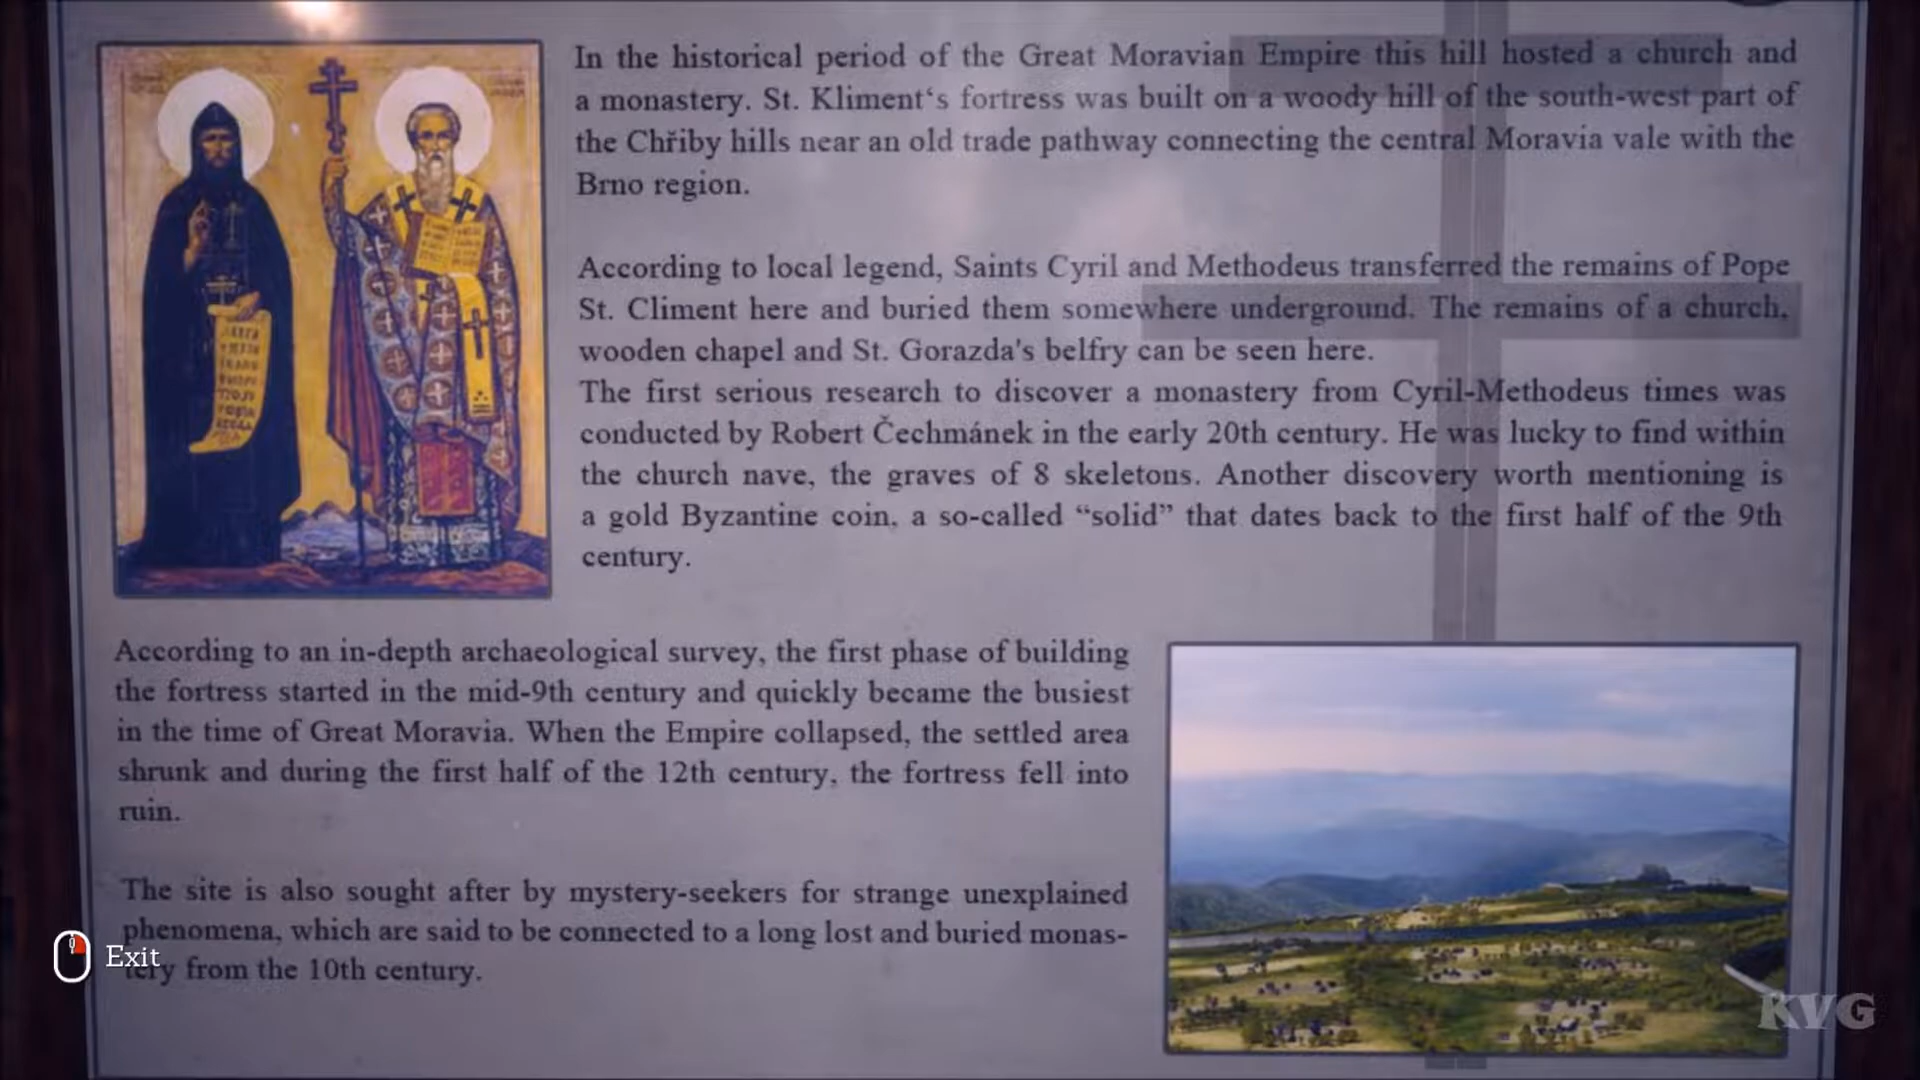 In the historical period of the Great Moravian Empire this hill hosted a church and
a monastery. St. Kliment‘s fortress was built on a woody hill of the south-west part of
the Chřiby hills near an old trade pathway connecting the central Moravia vale with the
Brno region.
According to local legend, Saints Cyril and Methodeus transferred the remains of Pope
St. Climent here and buried them somewhere underground. The remains of a church,
wooden chapel and St. Gorazda's belfry can be seen here.
The first serious research to discover a monastery from Cyril-Methodeus times was
conducted by Robert Čechmánek in the early 20th century. He was lucky to find within
the church nave, the graves of 8 skeletons. Another discovery worth mentioning is
a gold Byzantine coin, a so-called “solid” that dates back to the first half of the 9th
century.
According to an in-depth archaeological survey, the first phase of building
the fortress started in the mid-9th century and quickly became the busiest
in the time of Great Moravia. When the Empire collapsed, the settled area
shrunk and during the first half of the 12th century, the fortress fell into
ruin.
The site is also sought after by mystery-seekers for strange unexplained
phenomena, which are said to be connected to a long lost and buried monas-
tery from the 10th century.
Exit
KVG